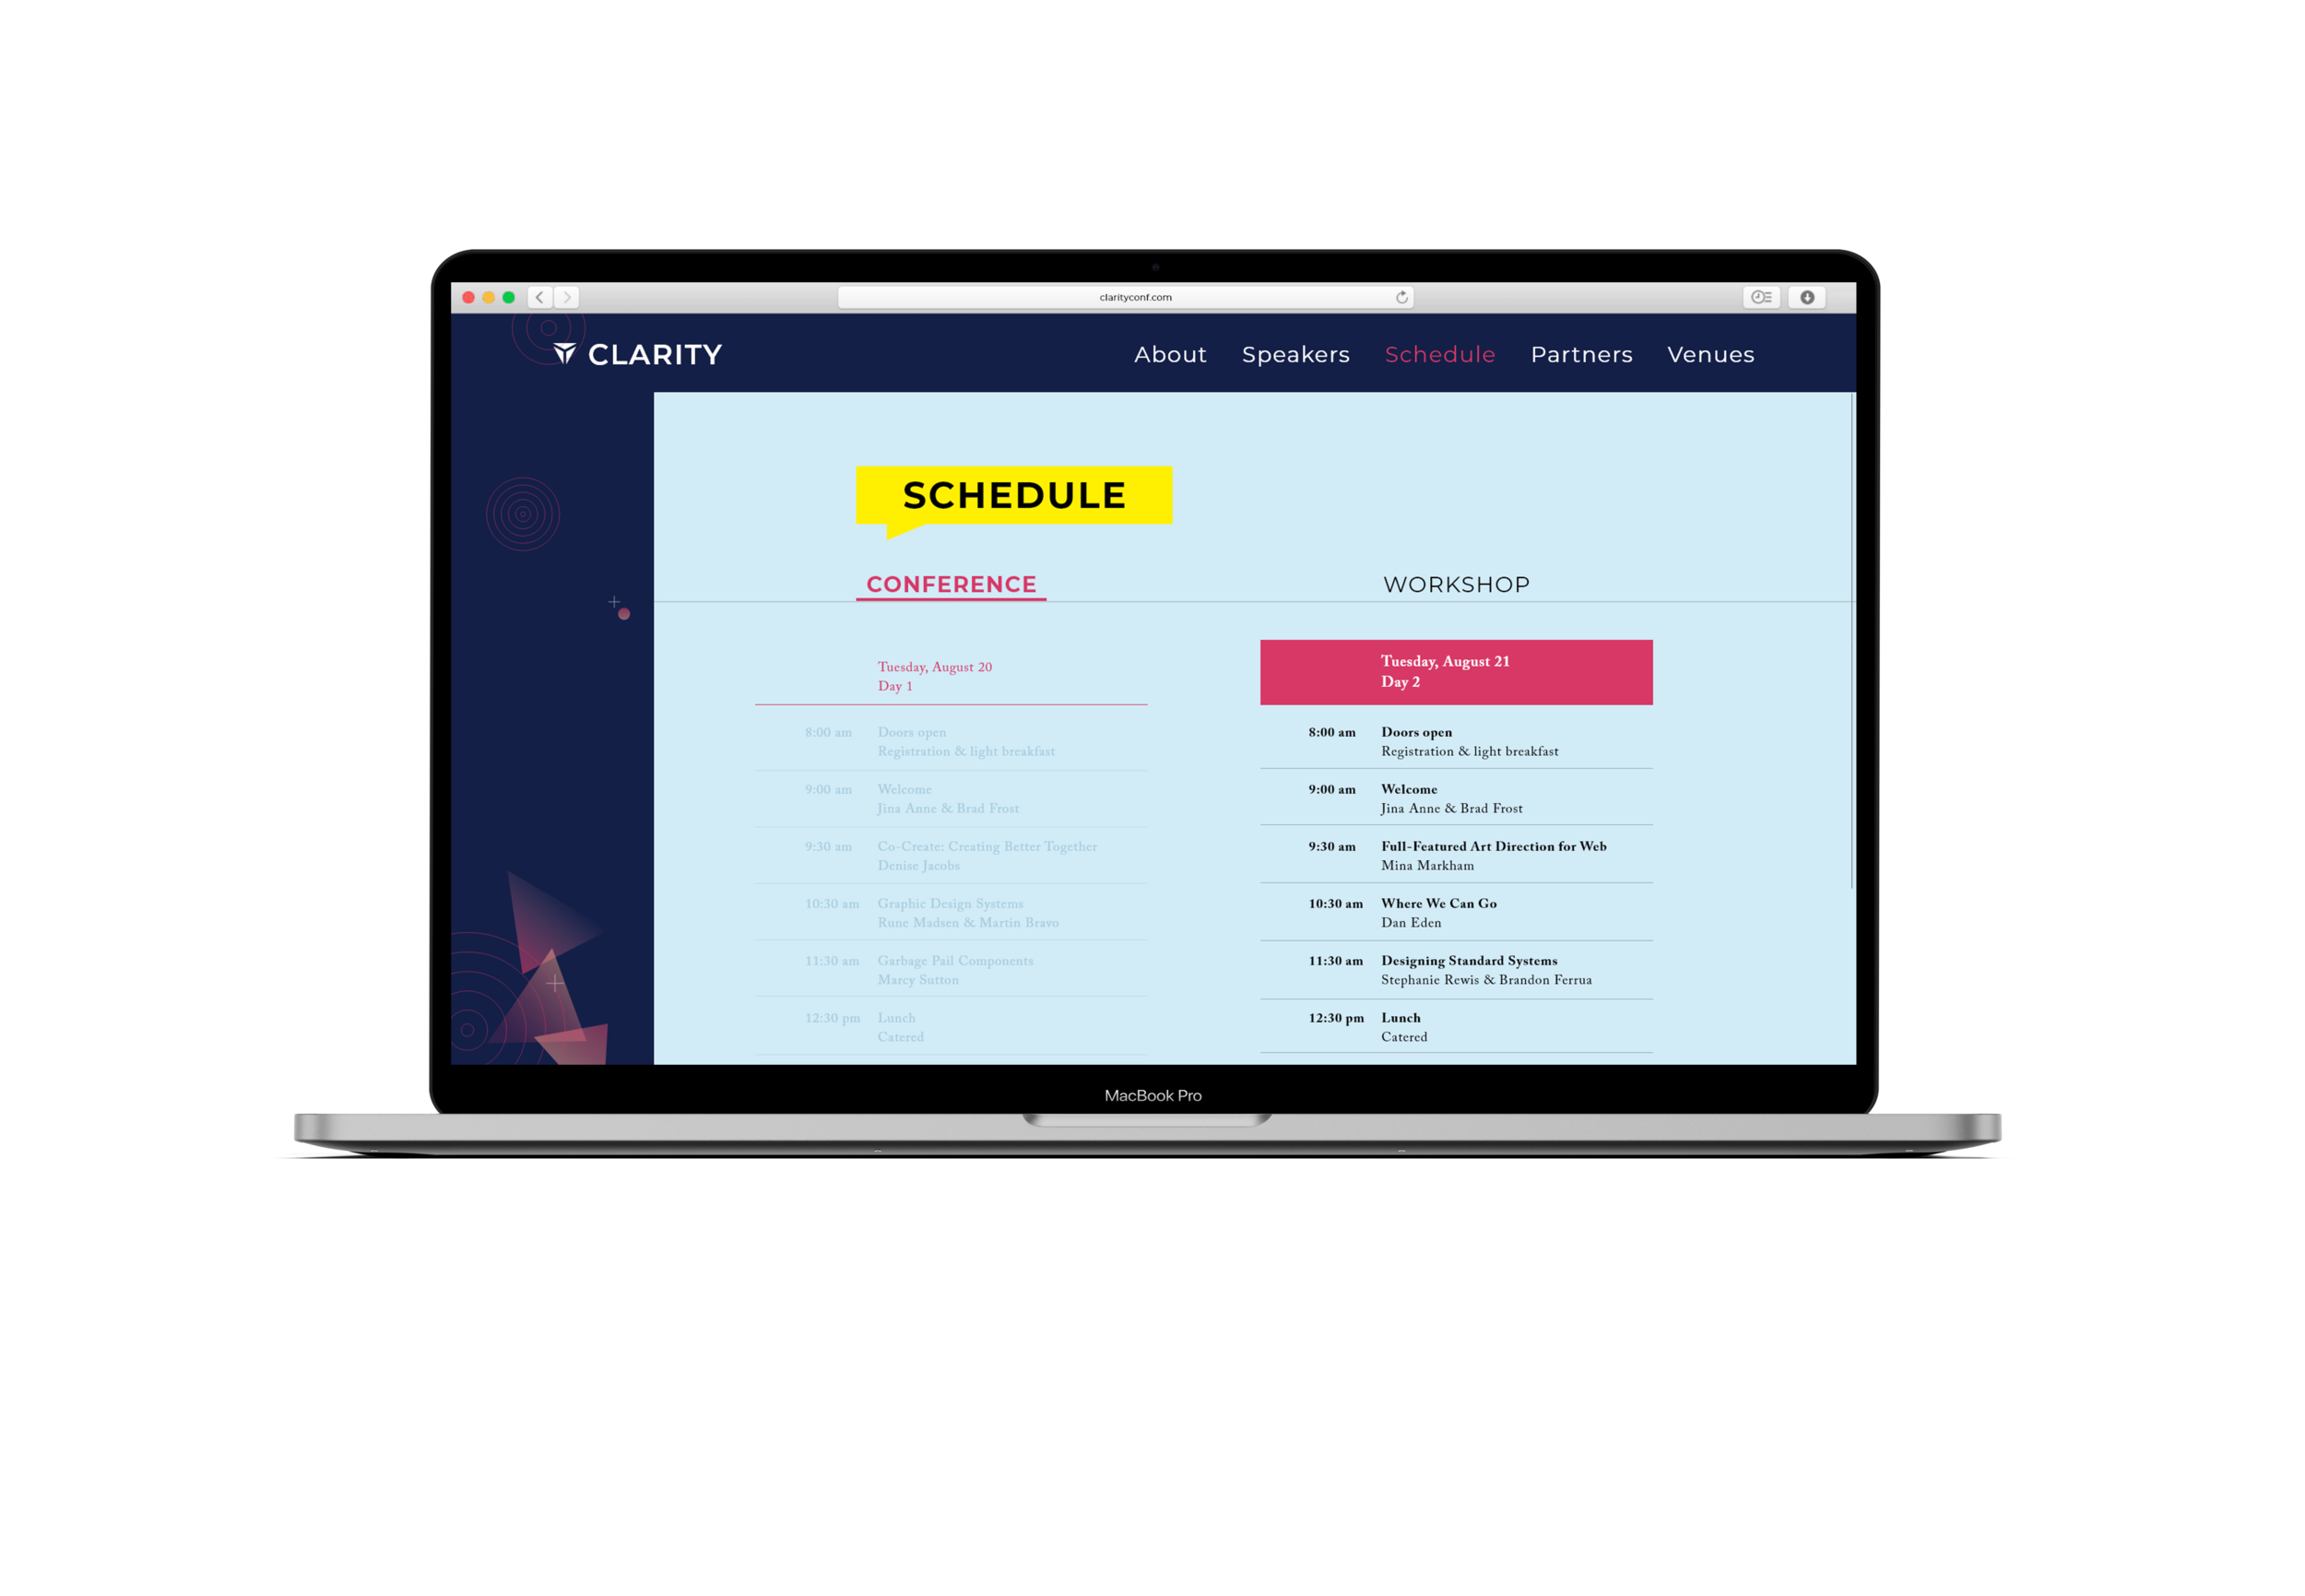 clarityconf.com
CLARITY
About Speakers Schedule Partners Venues
SCHEDULE
CONFERENCE
WORKSHOP
Tuesday, August 20
Day 1
8:00 am Doors open
Registration & light breakfast
9:00 am Welcome
Jina Anne & Brad Frost
9:30 am Co-Create: Creating Better Together
Denise Jacobs
10:30 am Graphic Design Systems
Rune Madsen & Martin Bravo
11:30 am Garbage Pail Components
Marcy Sutton
12:30 pm Lunch
Catered
Tuesday, August 21
Day 2
8:00 am Doors open
Registration & light breakfast
9:00 am Welcome
Jina Anne & Brad Frost
9:30 am Full-Featured Art Direction for Web
Mina Markham
10:30 am Where We Can Go
Dan Eden
11:30 am Designing Standard Systems
Stephanie Rewis & Brandon Ferrua
12:30 pm Lunch
Catered
MacBook Pro